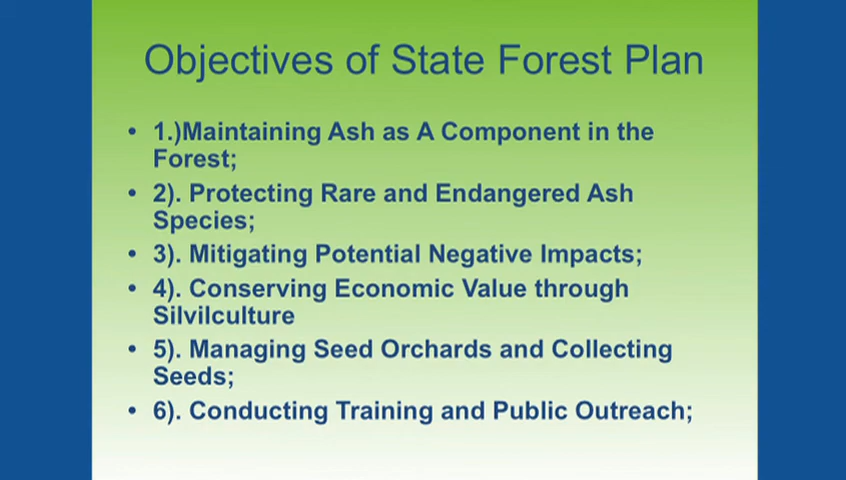 Objectives of State Forest Plan
• 1.)Maintaining Ash as A Component in the
Forest;
• 2). Protecting Rare and Endangered Ash
Species;
• 3). Mitigating Potential Negative Impacts;
• 4). Conserving Economic Value through
Silvilculture
• 5). Managing Seed Orchards and Collecting
Seeds;
• 6). Conducting Training and Public Outreach;